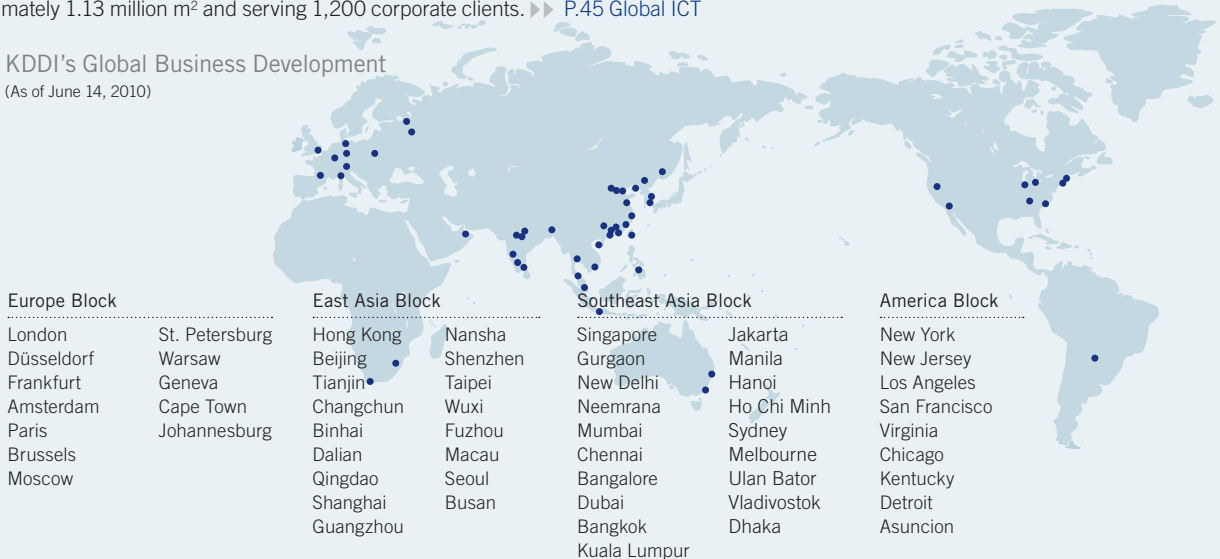 mately 1.13 million m² and serving 1,200 corporate clients. ▶▶ P.45 Global ICT
KDDI's Global Business Development
(As of June 14, 2010)
Europe Block
London
Düsseldorf
Frankfurt
Amsterdam
Paris
Brussels
Moscow
St. Petersburg
Warsaw
Geneva
Cape Town
Johannesburg
East Asia Block
Hong Kong
Beijing
Tianjin
Changchun
Binhai
Dalian
Qingdao
Shanghai
Guangzhou
Nansha
Shenzhen
Taipei
Wuxi
Fuzhou
Macau
Seoul
Busan
Southeast Asia Block
Singapore
Gurgaon
New Delhi
Neemrana
Mumbai
Chennai
Bangalore
Dubai
Bangkok
Kuala Lumpur
Jakarta
Manila
Hanoi
Ho Chi Minh
Sydney
Melbourne
Ulan Bator
Vladivostok
Dhaka
America Block
New York
New Jersey
Los Angeles
San Francisco
Virginia
Chicago
Kentucky
Detroit
Asuncion